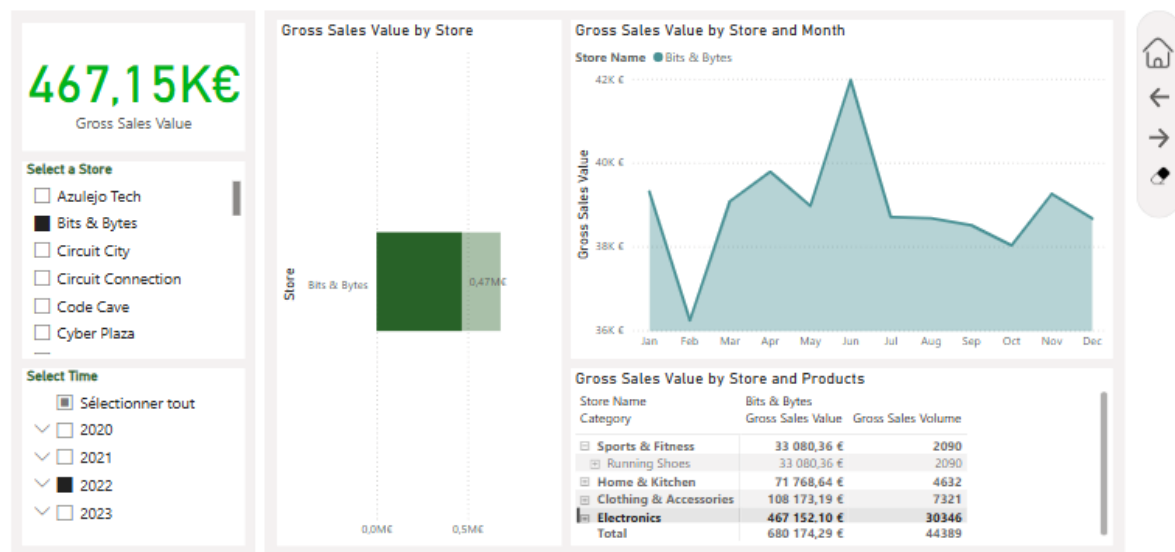 467,15K€
Gross Sales Value
Select a Store
Azulejo Tech
Bits & Bytes
Circuit City
Circuit Connection
Code Cave
Cyber Plaza
Select Time
Sélectionner tout
2020
2021
2022
2023
Gross Sales Value by Store
Store
Bits & Bytes
0,47M€
0,0M€ 0,5M€
Gross Sales Value by Store and Month
Store Name Bits & Bytes
Gross Sales Value
42K €
40K €
38K €
36K €
Jan Feb Mar Apr May Jun Jul Aug Sep Oct Nov Dec
Gross Sales Value by Store and Products
Store Name Bits & Bytes
Category Gross Sales Value Gross Sales Volume
Sports & Fitness 33 080,36 € 2090
Running Shoes 33 080,36 € 2090
Home & Kitchen 71 768,64 € 4632
Clothing & Accessories 108 173,19 € 7321
Electronics 467 152,10 € 30346
Total 680 174,29 € 44389